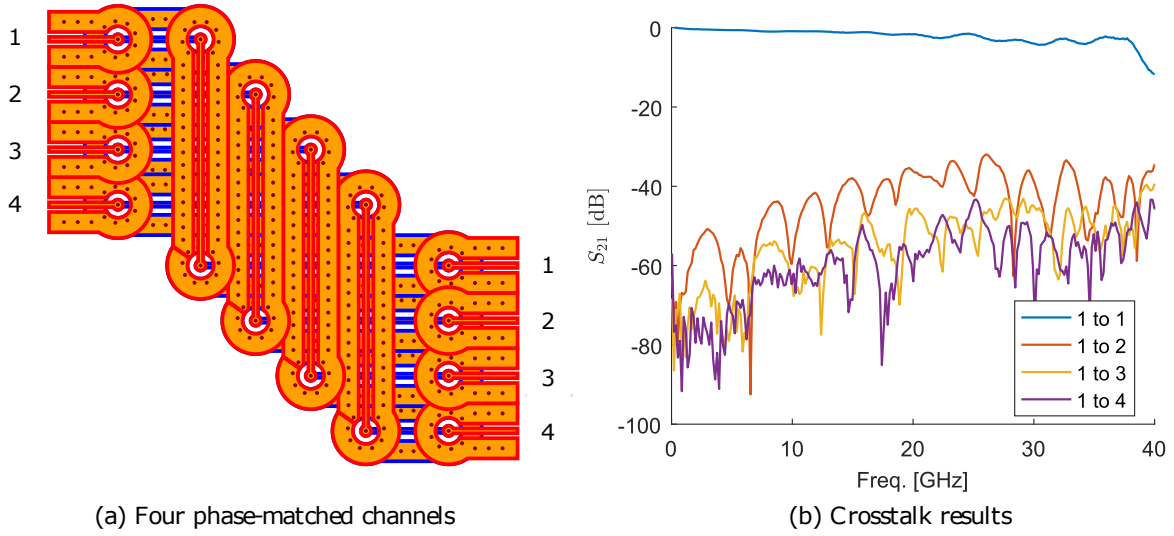 1
2
3
4
1
2
3
4
(a) Four phase-matched channels
0
-20
-40
-60
-80
-100
S21 [dB]
0
10
20
30
40
Freq. [GHz]
1 to 1
1 to 2
1 to 3
1 to 4
(b) Crosstalk results